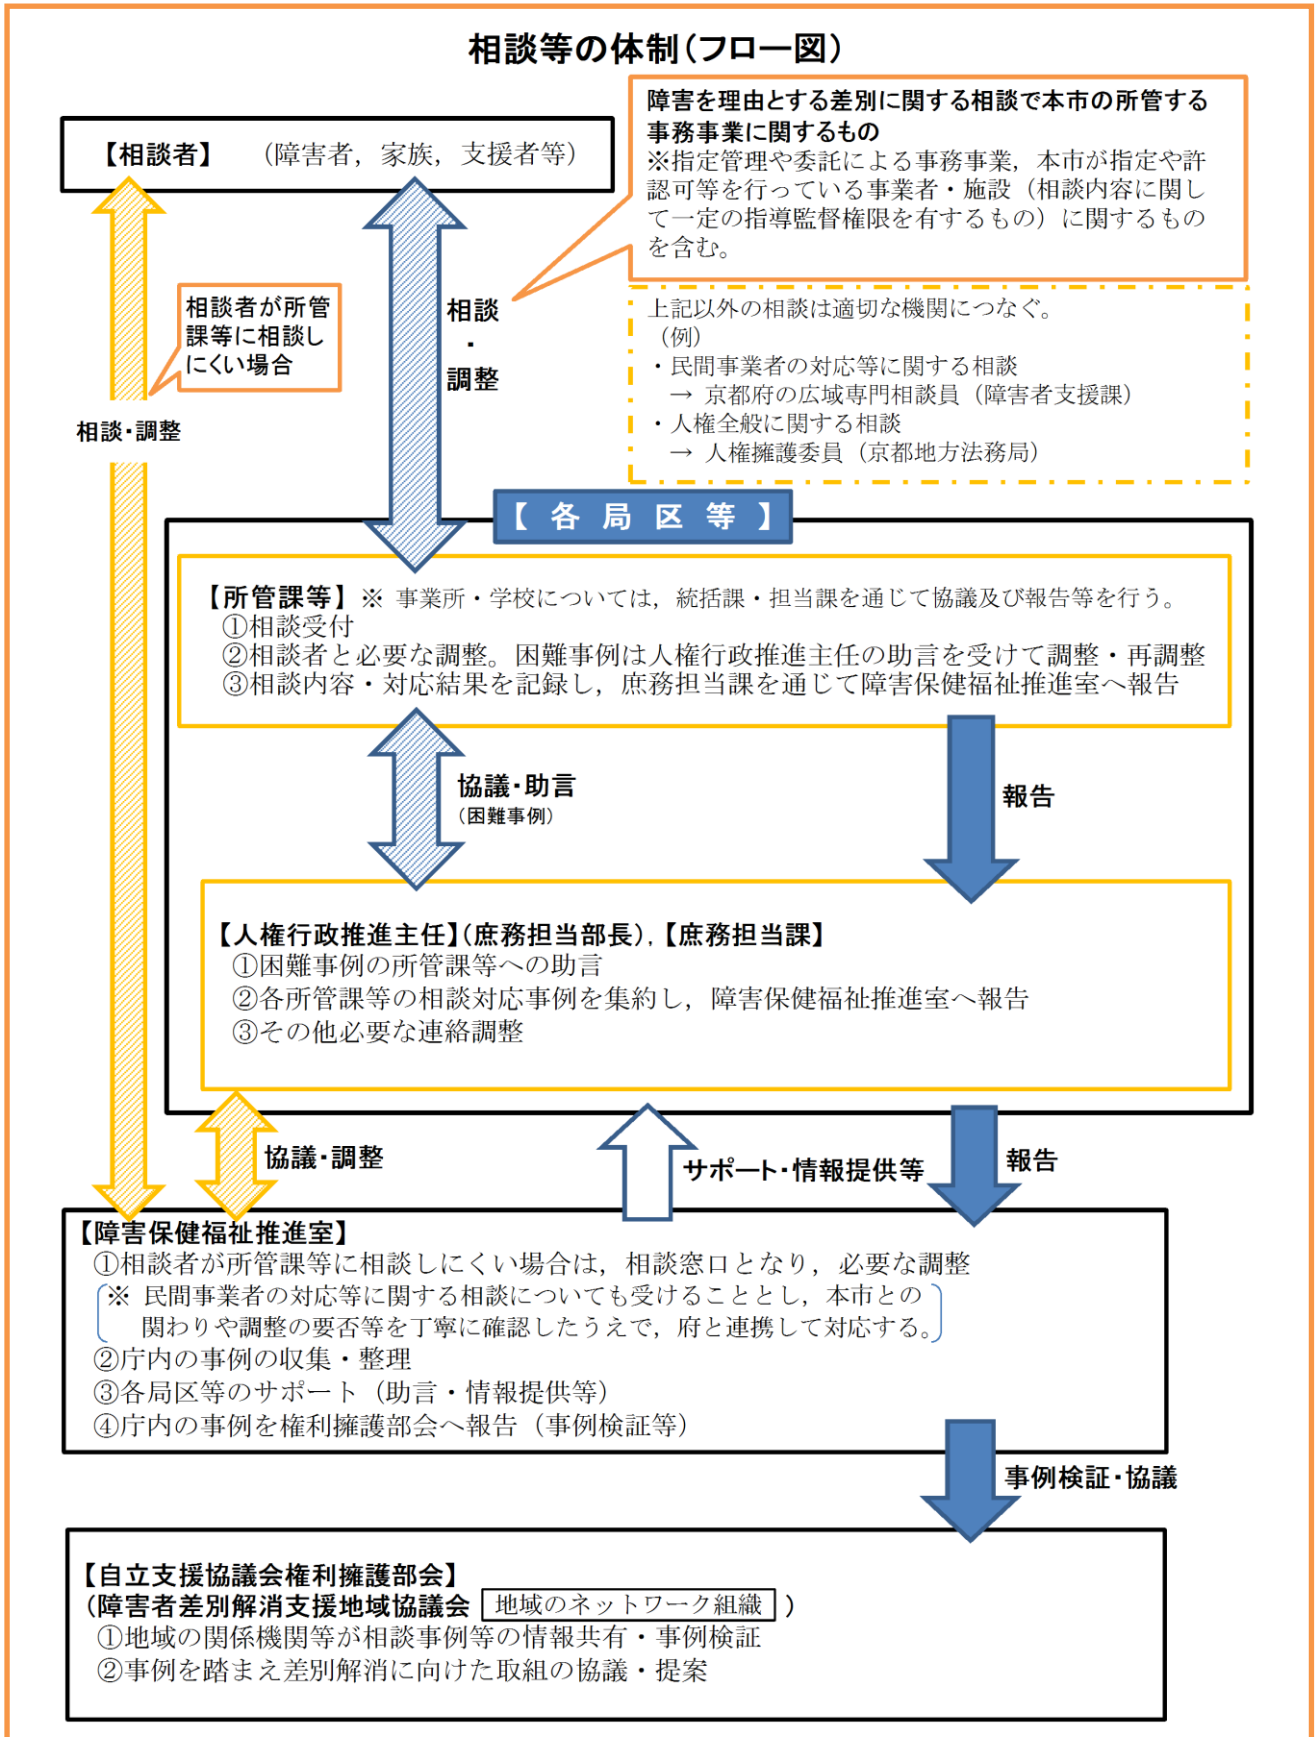 相談等の体制(フロー図)
【相談者】 (障害者，家族，支援者等)
障害を理由とする差別に関する相談で本市の所管する
事務事業に関するもの
※指定管理や委託による事務事業，本市が指定や許
認可等を行っている事業者・施設（相談内容に関し
て一定の指導監督権限を有するもの）に関するもの
を含む。
相談者が所管
課等に相談し
にくい場合
相談・調整
相談
・
調整
上記以外の相談は適切な機関につなぐ。
（例）
・民間事業者の対応等に関する相談
→ 京都府の広域専門相談員（障害者支援課）
・人権全般に関する相談
→ 人権擁護委員（京都地方法務局）
【各局区等】
【所管課等】※ 事業所・学校については，統括課・担当課を通じて協議及び報告等を行う。
①相談受付
②相談者と必要な調整。困難事例は人権行政推進主任の助言を受けて調整・再調整
③相談内容・対応結果を記録し，庶務担当課を通じて障害保健福祉推進室へ報告
協議・助言
（困難事例）
報告
【人権行政推進主任】(庶務担当部長)，【庶務担当課】
①困難事例の所管課等への助言
②各所管課等の相談対応事例を集約し，障害保健福祉推進室へ報告
③その他必要な連絡調整
協議・調整
サポート・情報提供等
報告
【障害保健福祉推進室】
①相談者が所管課等に相談しにくい場合は，相談窓口となり，必要な調整
※ 民間事業者の対応等に関する相談についても受けることとし，本市との
関わりや調整の要否等を丁寧に確認したうえで，府と連携して対応する。
②庁内の事例の収集・整理
③各局区等のサポート（助言・情報提供等）
④庁内の事例を権利擁護部会へ報告（事例検証等）
事例検証・協議
【自立支援協議会権利擁護部会】
(障害者差別解消支援地域協議会 地域のネットワーク組織 )
①地域の関係機関等が相談事例等の情報共有・事例検証
②事例を踏まえ差別解消に向けた取組の協議・提案